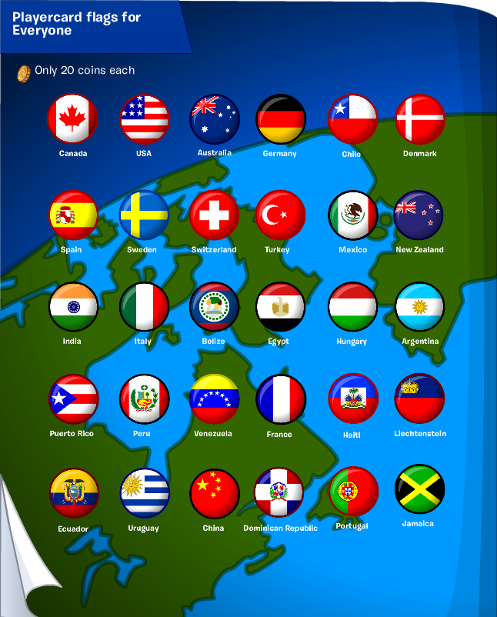 Playercard flags for
Everyone
Only 20 coins each
Canada USA Australia Germany Chile Denmark
Spain Sweden Switzerland Turkey Mexico New Zealand
India Italy Belize Egypt Hungary Argentina
Puerto Rico Peru Venezuela France Haiti Liechtenstein
Ecuador Uruguay China Dominican Republic Portugal Jamaica